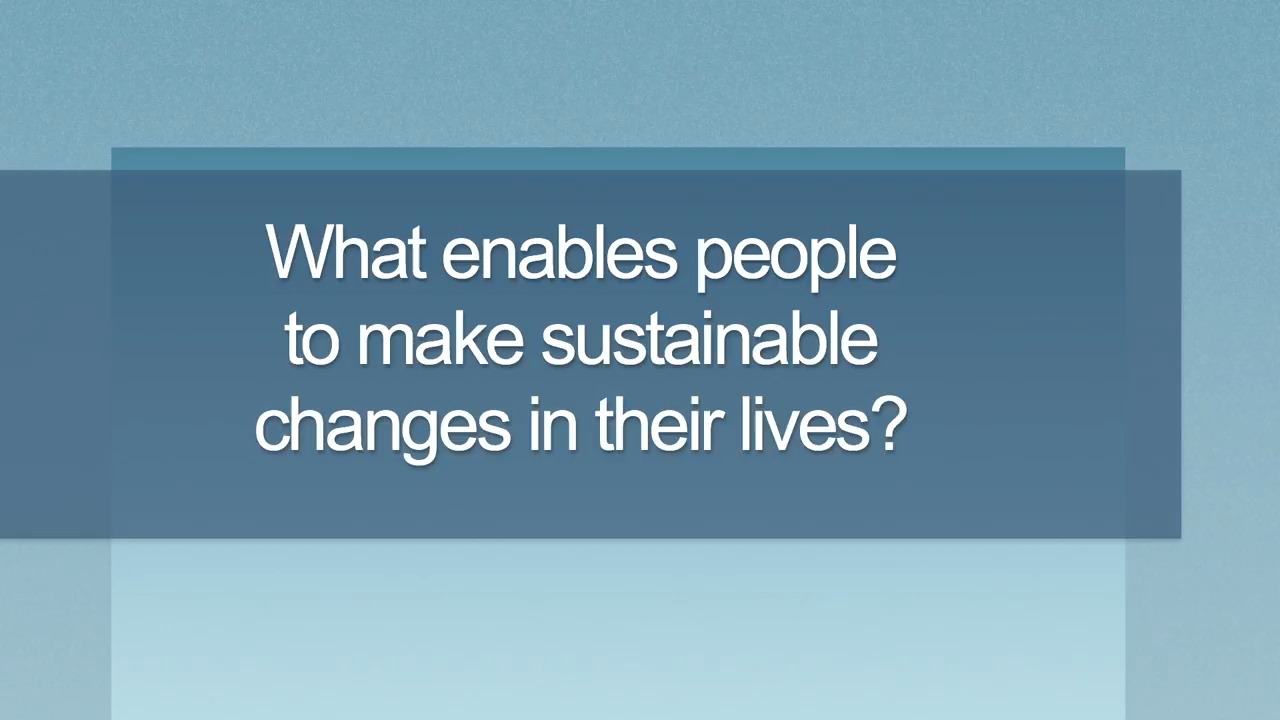 What enables people
to make sustainable
changes in their lives?